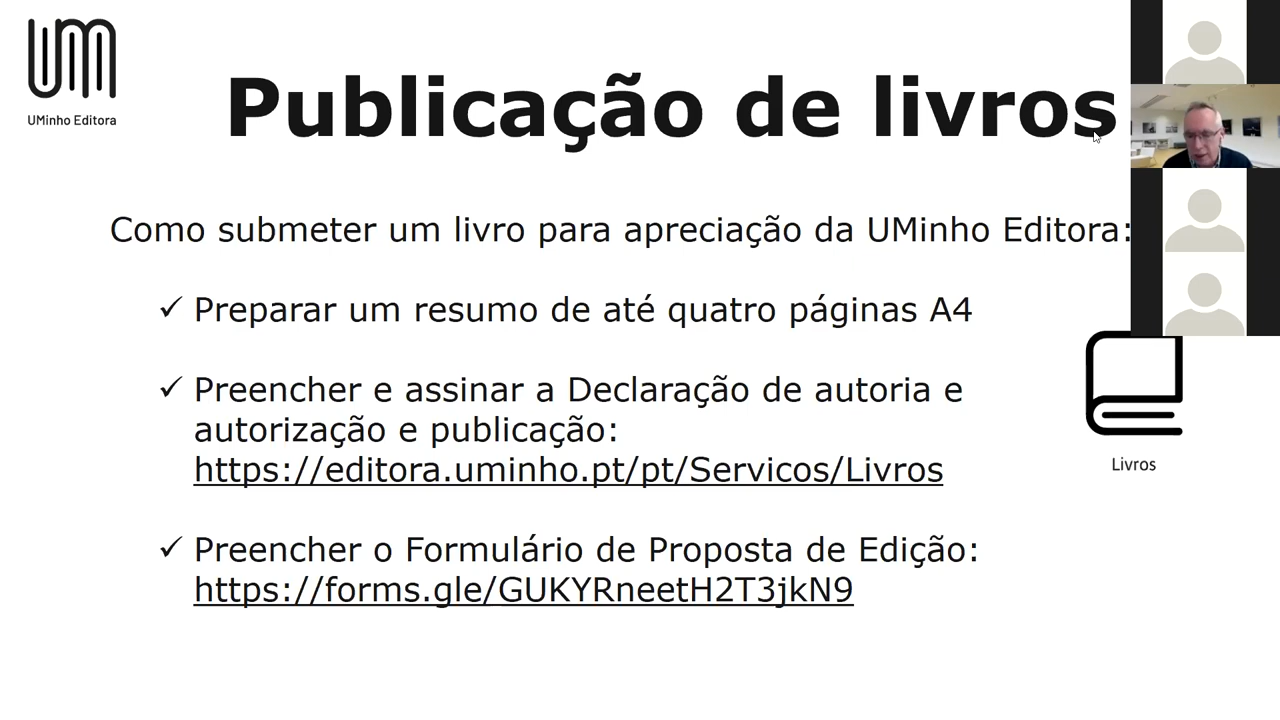 UMinho Editora
Publicação de livros
Como submeter um livro para apreciação da UMinho Editora:
✓ Preparar um resumo de até quatro páginas A4
✓ Preencher e assinar a Declaração de autoria e
autorização e publicação:
https://editora.uminho.pt/pt/Servicos/Livros
✓ Preencher o Formulário de Proposta de Edição:
https://forms.gle/GUKYRneetH2T3jkN9
Livros